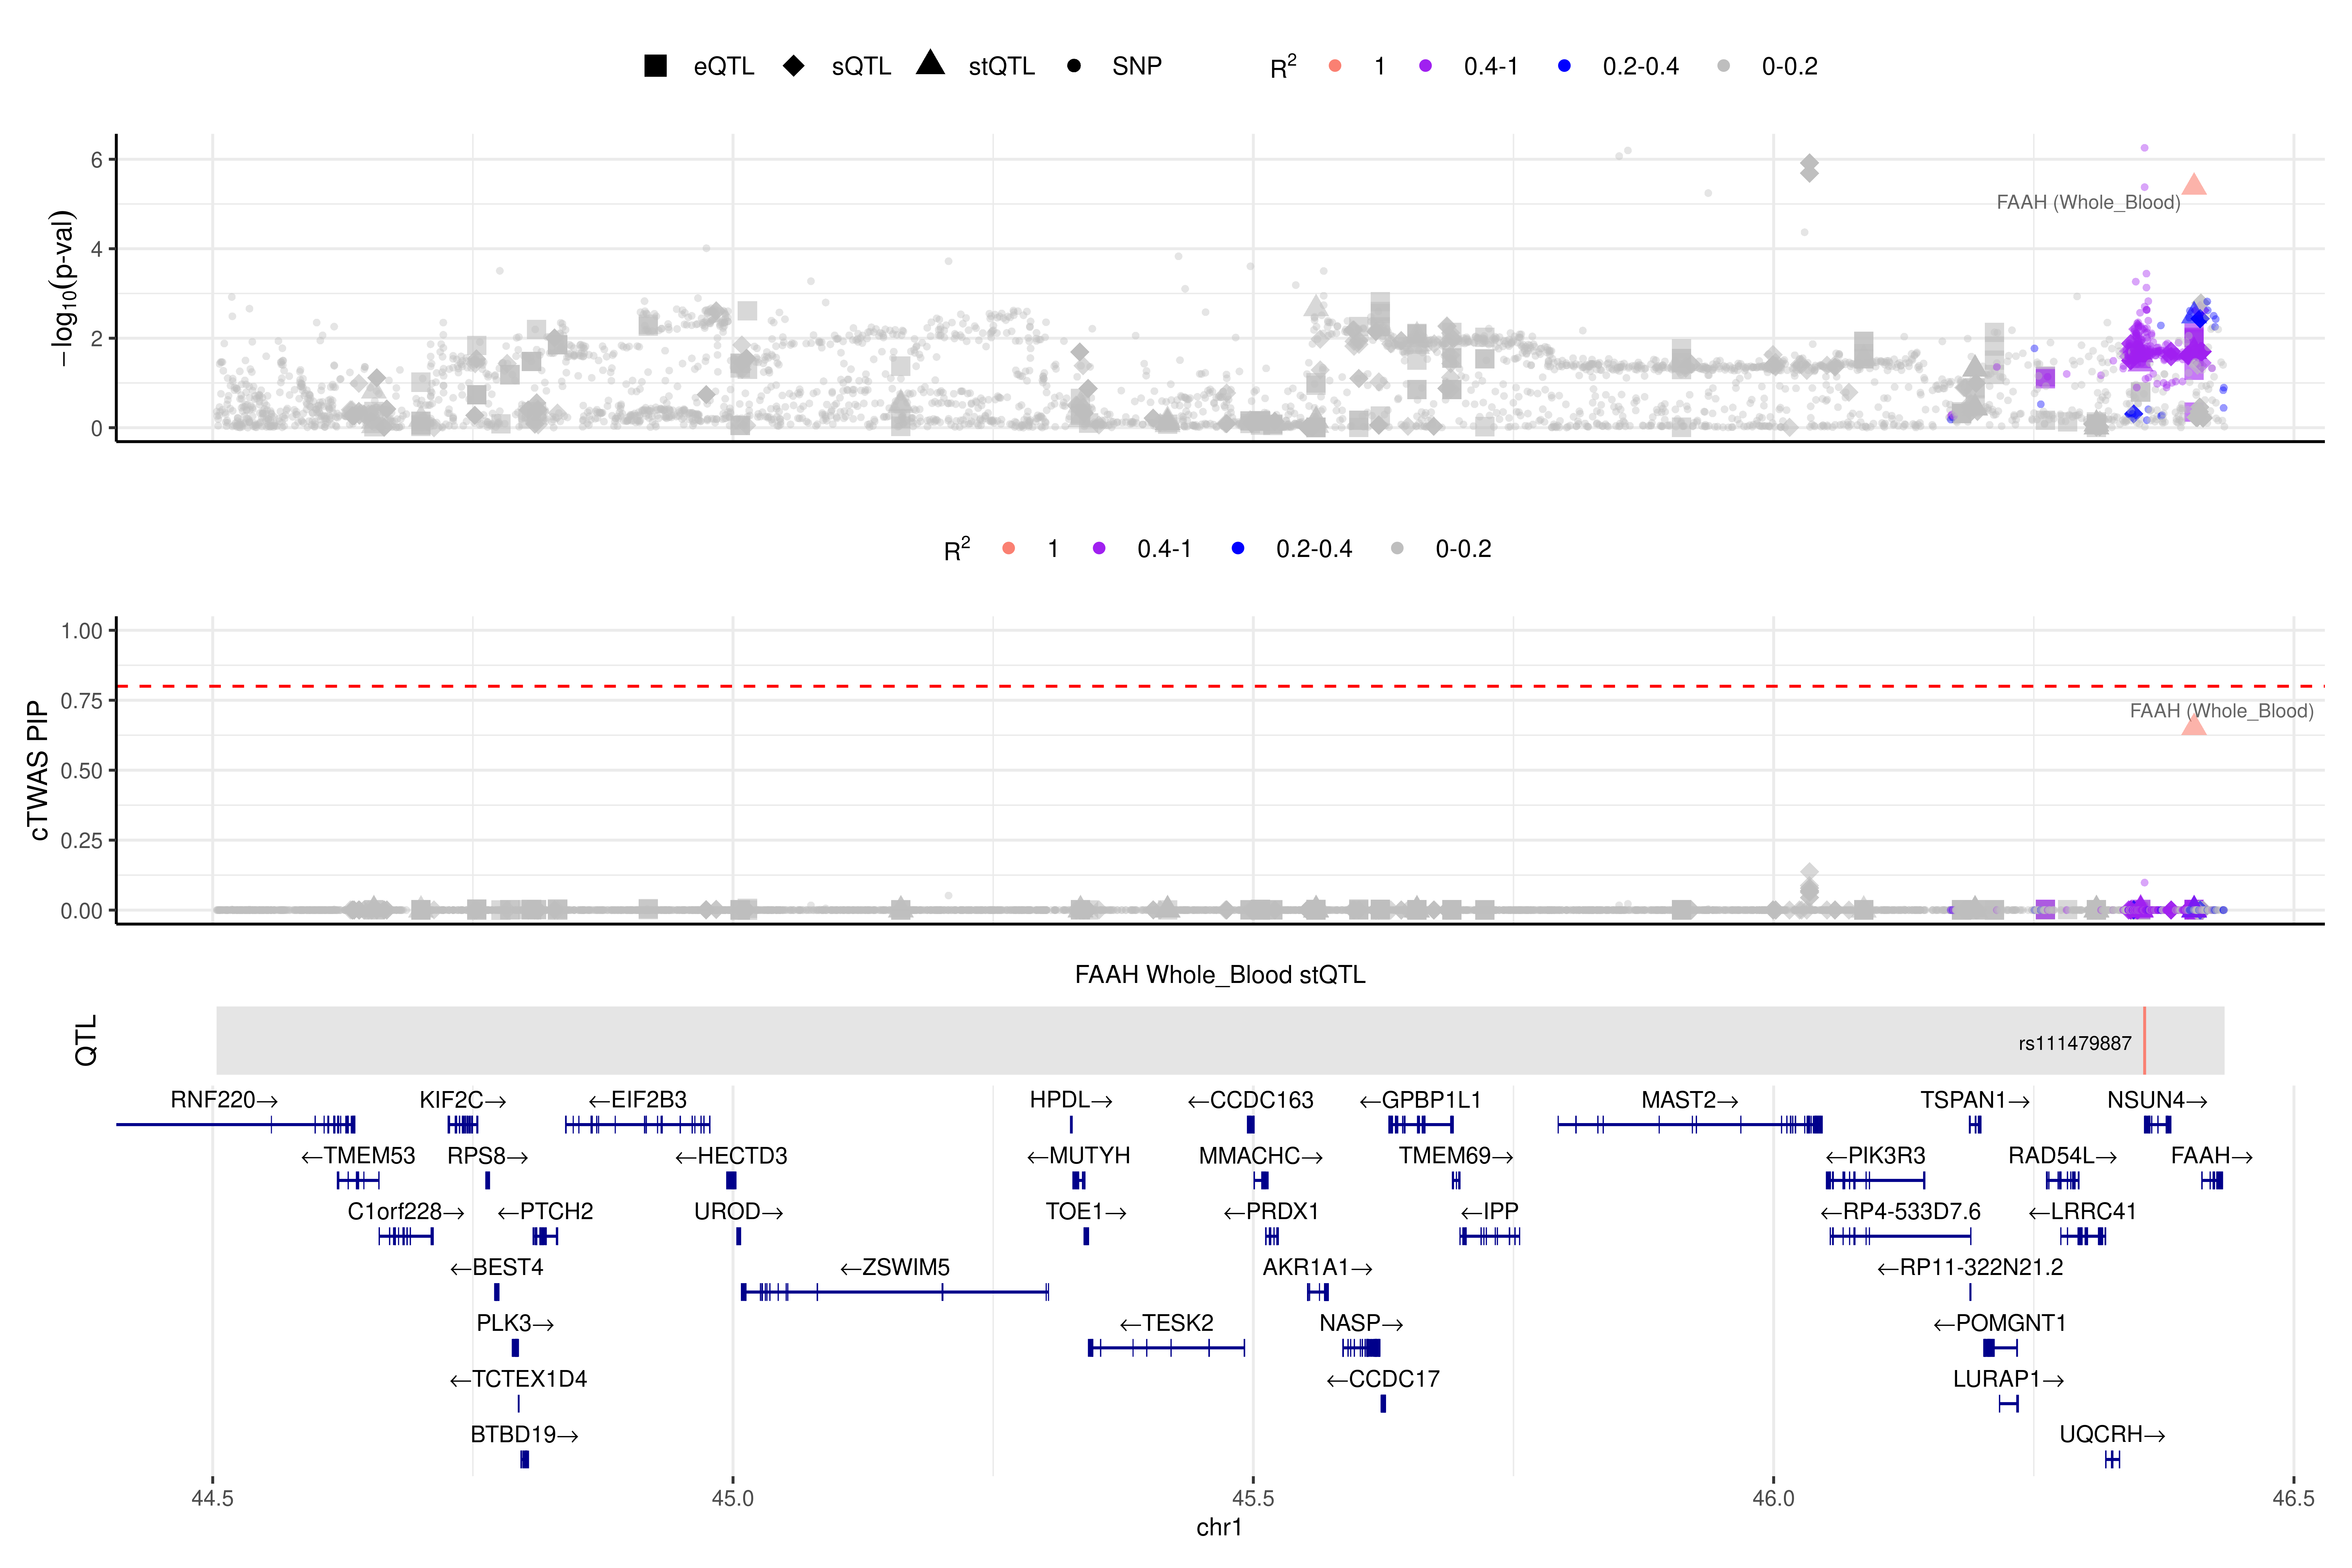 eQTL sQTL stQTL SNP R2 1 0.4-1 0.2-0.4 0-0.2
−log10(p-val)
6
4
2
0
FAAH (Whole_Blood)
R2 1 0.4-1 0.2-0.4 0-0.2
cTWAS PIP
1.00
0.75
0.50
0.25
0.00
FAAH (Whole_Blood)
FAAH Whole_Blood stQTL
QTL
rs111479887
RNF220→ KIF2C→ ←EIF2B3 HPDL→ ←CCDC163 ←GPBP1L1 MAST2→ TSPAN1→ NSUN4→
←TMEM53 RPS8→ ←HECTD3 ←MUTYH MMACHC→ TMEM69→ ←PIK3R3 RAD54L→ FAAH→
C1orf228→ ←PTCH2 UROD→ TOE1→ ←PRDX1 ←IPP ←RP4-533D7.6 ←LRRC41
←BEST4 ←ZSWIM5 AKR1A1→ ←RP11-322N21.2
PLK3→ ←TESK2 NASP→ ←POMGNT1
←TCTEX1D4 ←CCDC17 LURAP1→
BTBD19→ UQCRH→
44.5 45.0 45.5 46.0 46.5
chr1